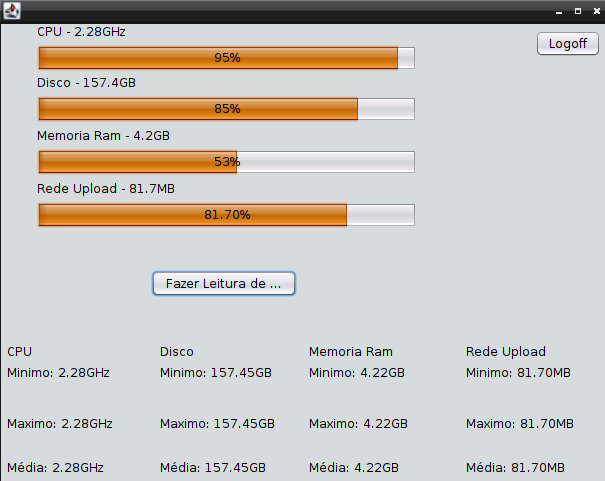 CPU - 2.28GHz
Logoff
95%
Disco - 157.4GB
85%
Memoria Ram - 4.2GB
53%
Rede Upload - 81.7MB
81.70%
Fazer Leitura de ...
CPU Disco Memoria Ram Rede Upload
Minimo: 2.28GHz Minimo: 157.45GB Minimo: 4.22GB Minimo: 81.70MB
Maximo: 2.28GHz Maximo: 157.45GB Maximo: 4.22GB Maximo: 81.70MB
Média: 2.28GHz Média: 157.45GB Média: 4.22GB Média: 81.70MB